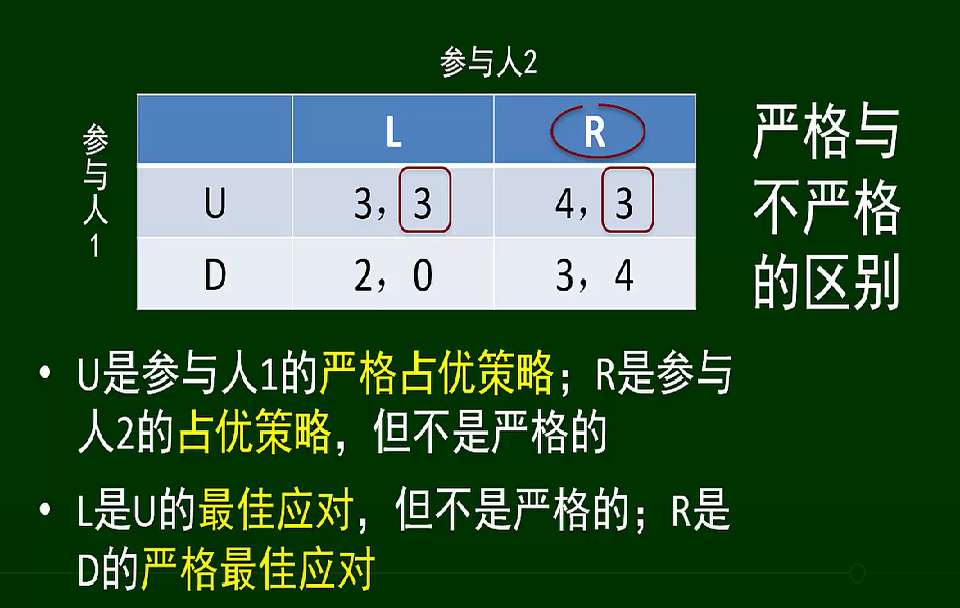 参与人2
参与人1
L R
U 3，3 4，3
D 2，0 3，4
严格与
不严格
的区别
• U是参与人1的严格占优策略；R是参与
人2的占优策略，但不是严格的
• L是U的最佳应对，但不是严格的；R是
D的严格最佳应对